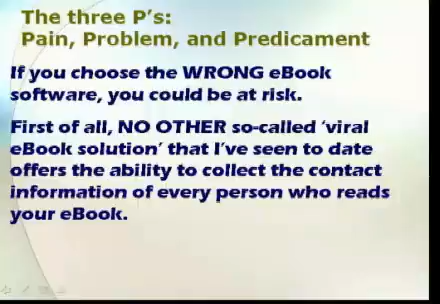 The three P's:
Pain, Problem, and Predicament
If you choose the WRONG eBook
software, you could be at risk.
First of all, NO OTHER so-called 'viral
eBook solution' that I've seen to date
offers the ability to collect the contact
information of every person who reads
your eBook.